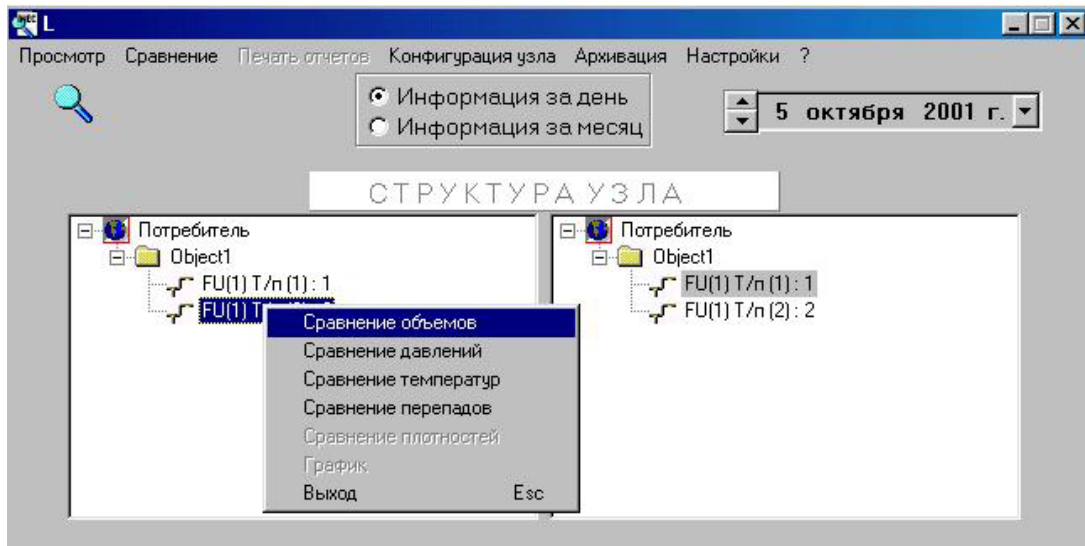 L
Просмотр Сравнение Печать отчетов Конфигурация узла Архивация Настройки ?
Информация за день
Информация за месяц
5 октября 2001 г.
СТРУКТУРА УЗЛА
Потребитель
Object1
FU(1) Т/п (1) : 1
FU(1) Т
Сравнение объемов
Сравнение давлений
Сравнение температур
Сравнение перепадов
Сравнение плотностей
График
Выход Esc
Потребитель
Object1
FU(1) Т/п (1) : 1
FU(1) Т/п (2) : 2